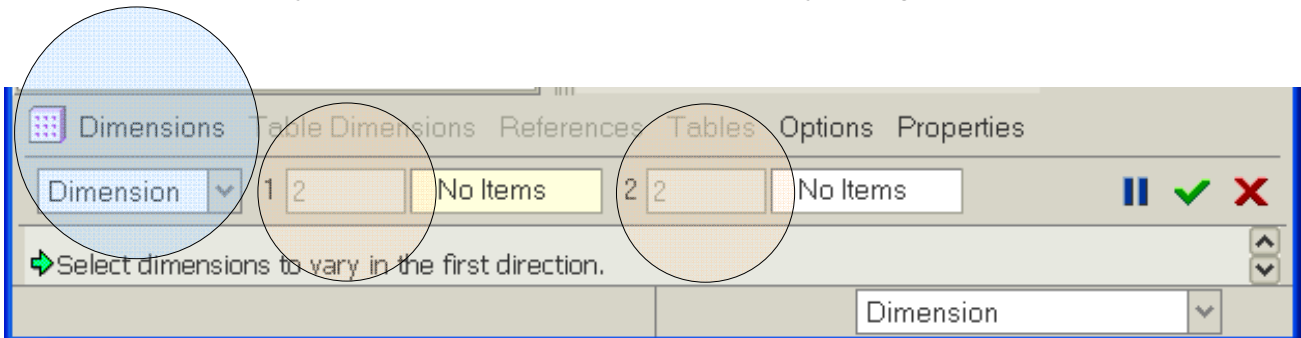 Dimensions Table Dimensions References Tables Options Properties
Dimension 1 2 No Items 2 2 No Items
Select dimensions to vary in the first direction.
Dimension